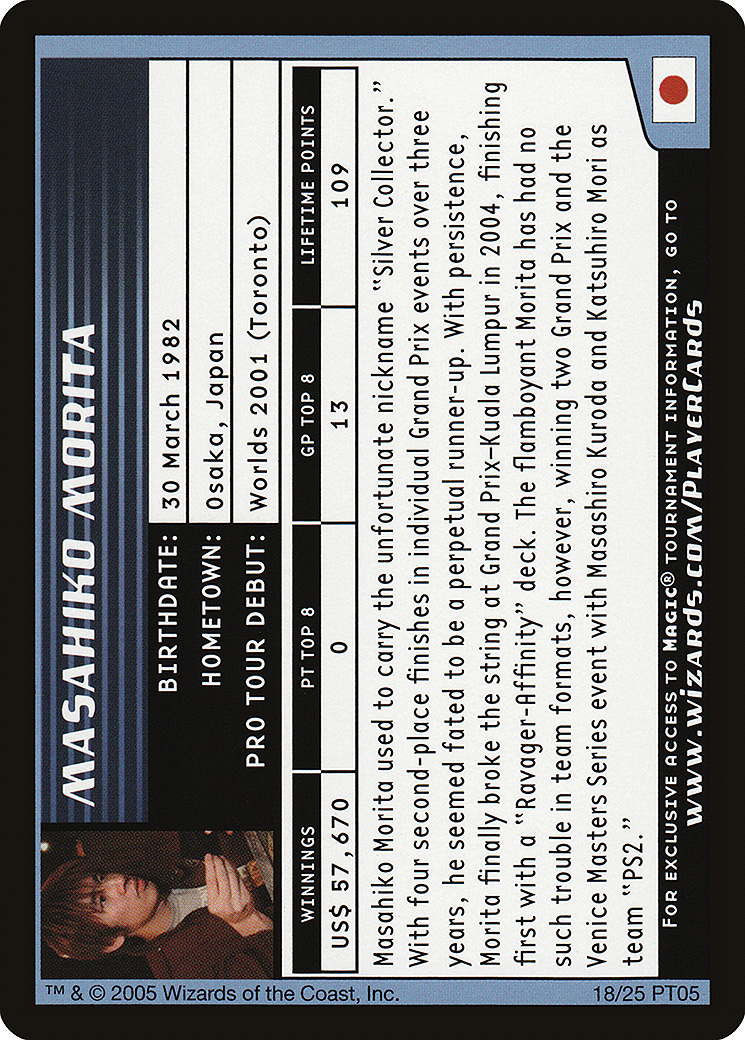 MASAHIKO MORITA
BIRTHDATE: 30 March 1982
HOMETOWN: Osaka, Japan
PRO TOUR DEBUT: Worlds 2001 (Toronto)
WINNINGS PT TOP 8 GP TOP 8 LIFETIME POINTS
US$ 57,670 0 13 109
Masahiko Morita used to carry the unfortunate nickname “Silver Collector.”
With four second-place finishes in individual Grand Prix events over three
years, he seemed fated to be a perpetual runner-up. With persistence,
Morita finally broke the string at Grand Prix–Kuala Lumpur in 2004, finishing
first with a “Ravager-Affinity” deck. The flamboyant Morita has had no
such trouble in team formats, however, winning two Grand Prix and the
Venice Masters Series event with Masashiro Kuroda and Katsuhiro Mori as
team “PS2.”
FOR EXCLUSIVE ACCESS TO MAGIC® TOURNAMENT INFORMATION, GO TO
www.wizards.com/PlayerCards
™ & © 2005 Wizards of the Coast, Inc. 18/25 PT05